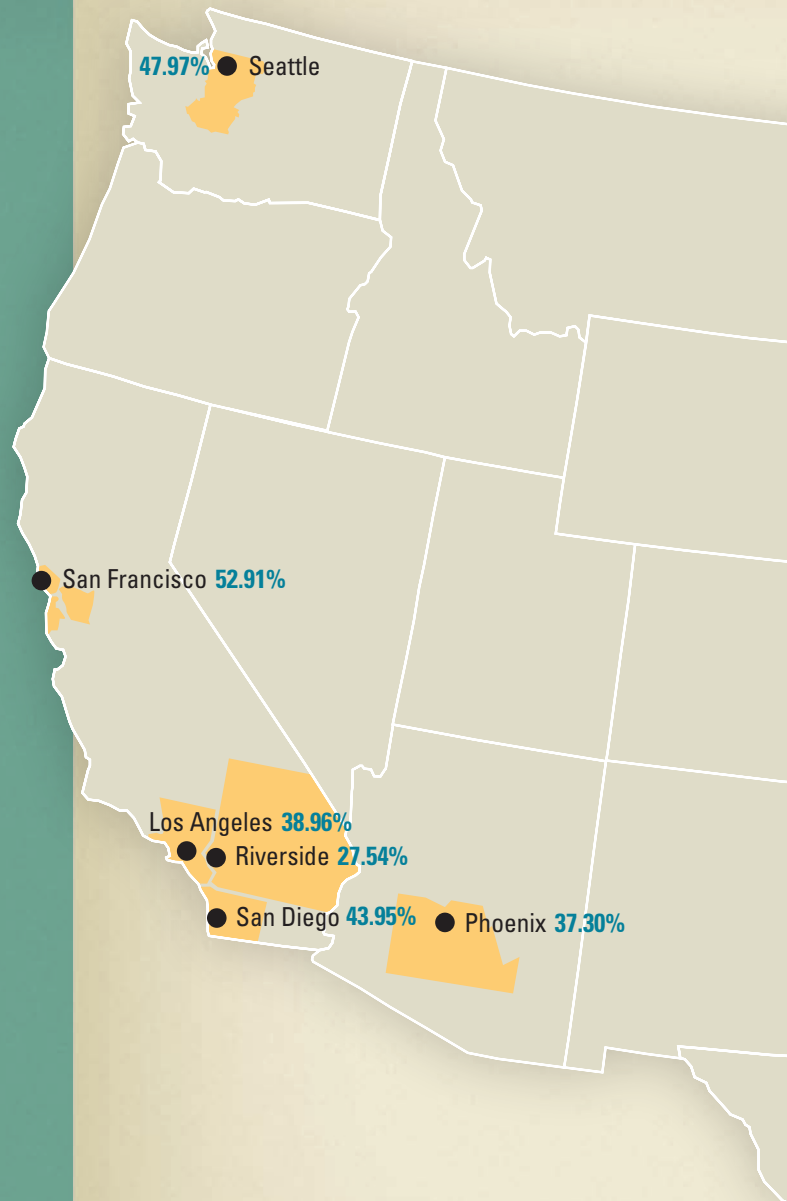 47.97% Seattle
San Francisco 52.91%
Los Angeles 38.96%
Riverside 27.54%
San Diego 43.95%
Phoenix 37.30%